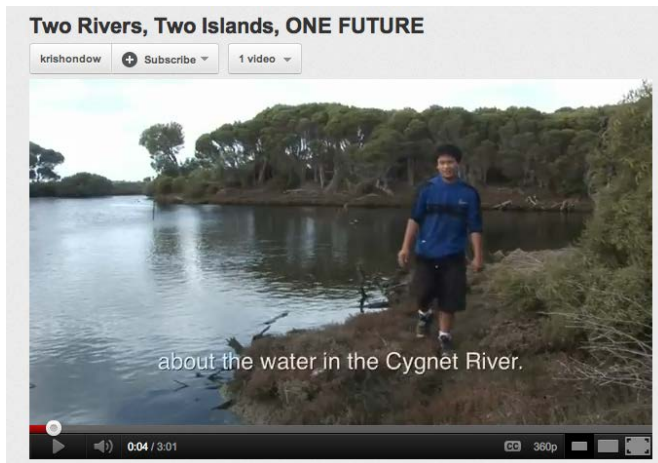 Two Rivers, Two Islands, ONE FUTURE
krishondow Subscribe 1 video
about the water in the Cygnet River.
0:04 / 3:01 CC 360p